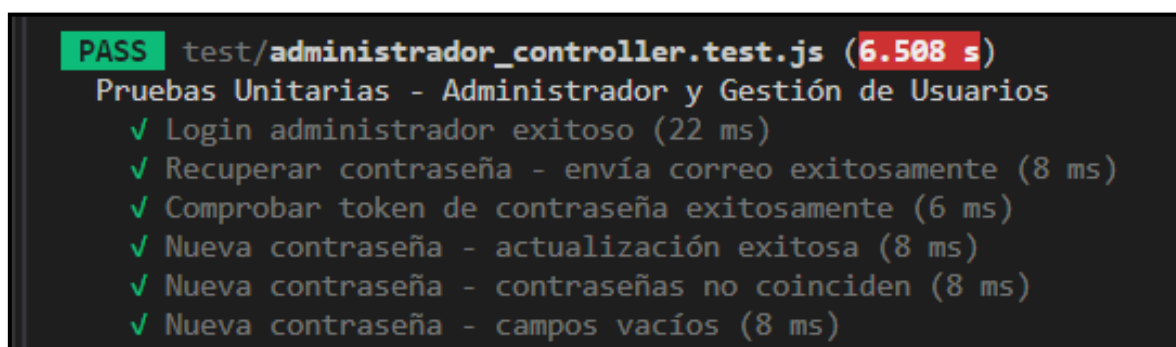 PASS test/administrador_controller.test.js (6.508 s)
Pruebas Unitarias - Administrador y Gestión de Usuarios
√ Login administrador exitoso (22 ms)
√ Recuperar contraseña - envía correo exitosamente (8 ms)
√ Comprobar token de contraseña exitosamente (6 ms)
√ Nueva contraseña - actualización exitosa (8 ms)
√ Nueva contraseña - contraseñas no coinciden (8 ms)
√ Nueva contraseña - campos vacíos (8 ms)